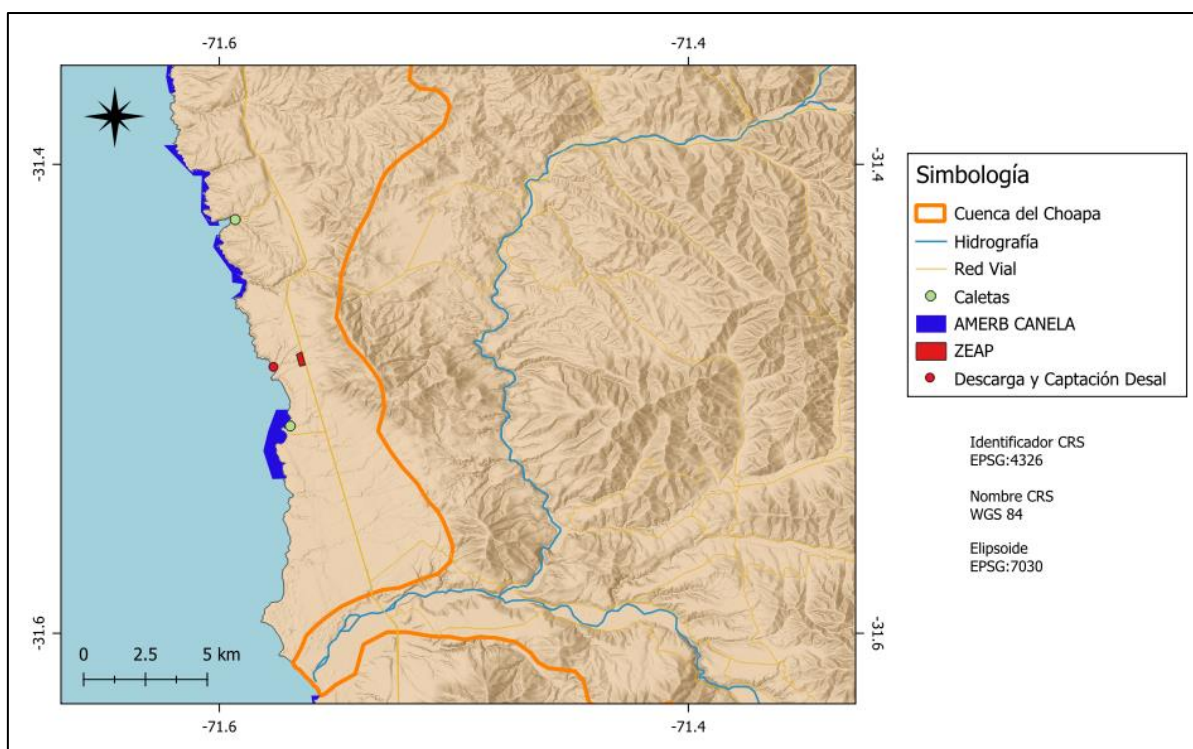 -71.6
-71.4
-31.4
-31.4
-31.6
-31.6
0 2.5 5 km
-71.6
-71.4
Simbología
Cuenca del Choapa
Hidrografía
Red Vial
Caletas
AMERB CANELA
ZEAP
Descarga y Captación Desal
Identificador CRS
EPSG:4326
Nombre CRS
WGS 84
Elipsoide
EPSG:7030